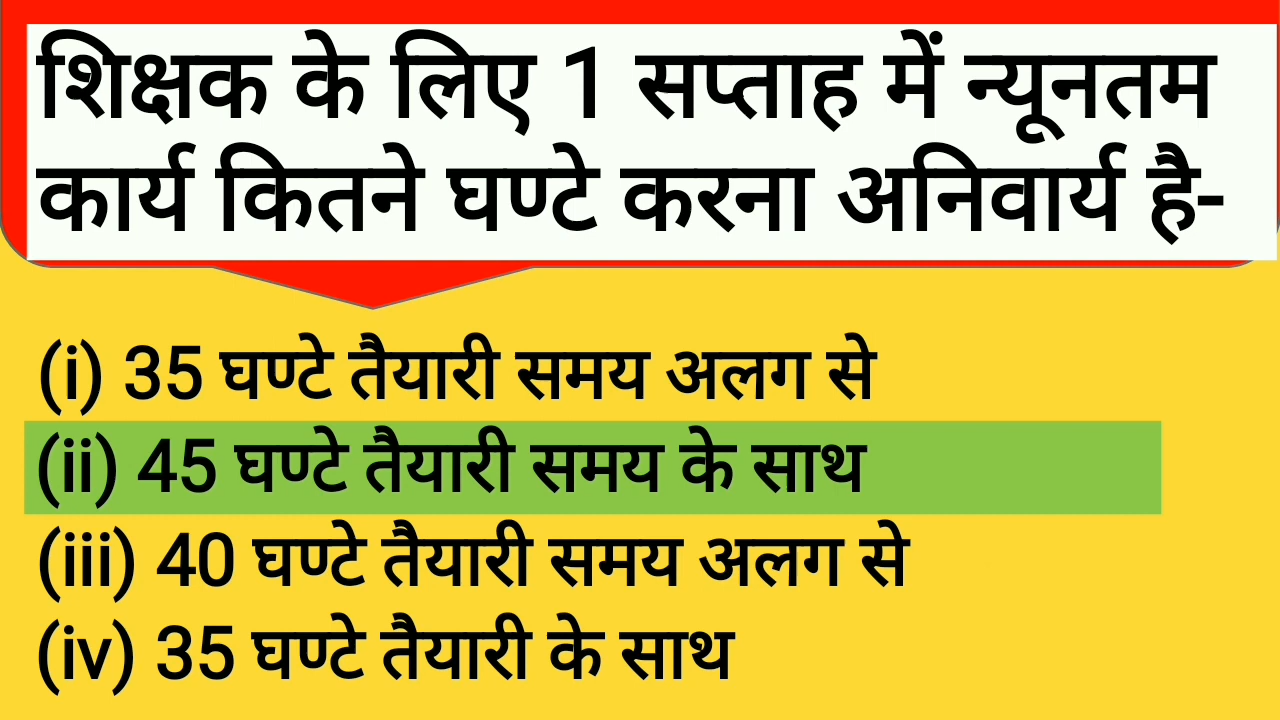 शिक्षक के लिए 1 सप्ताह में न्यूनतम
कार्य कितने घण्टे करना अनिवार्य है-
(i) 35 घण्टे तैयारी समय अलग से
(ii) 45 घण्टे तैयारी समय के साथ
(iii) 40 घण्टे तैयारी समय अलग से
(iv) 35 घण्टे तैयारी के साथ